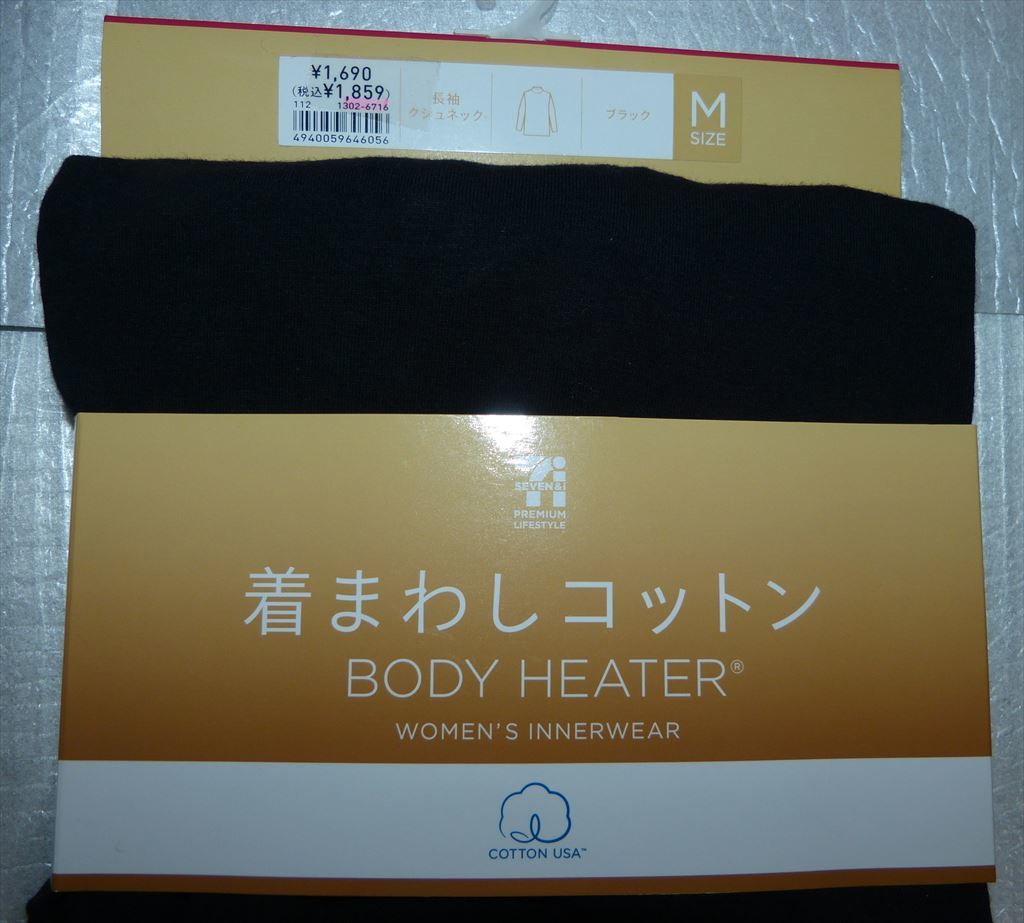 ¥1,690
(税込¥1,859)
112 1302-6716
4940059646056
長袖
クシュネック
ブラック
M
SIZE
SEVEN&i
PREMIUM
LIFESTYLE
着まわしコットン
BODY HEATER®
WOMEN'S INNERWEAR
COTTON USA™